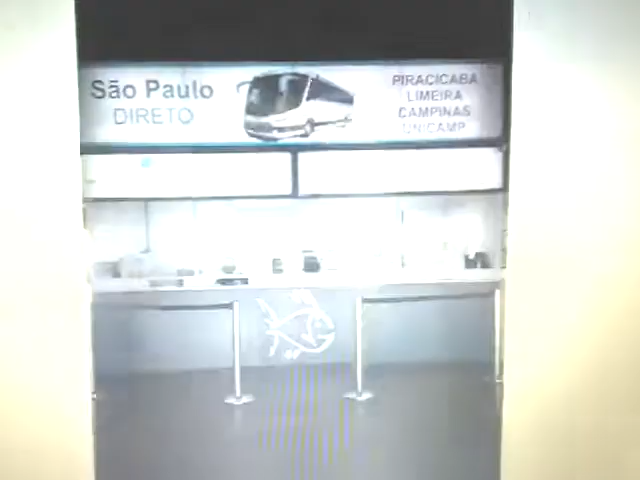 São Paulo
DIRETO
PIRACICABA
LIMEIRA
CAMPINAS
UNICAMP